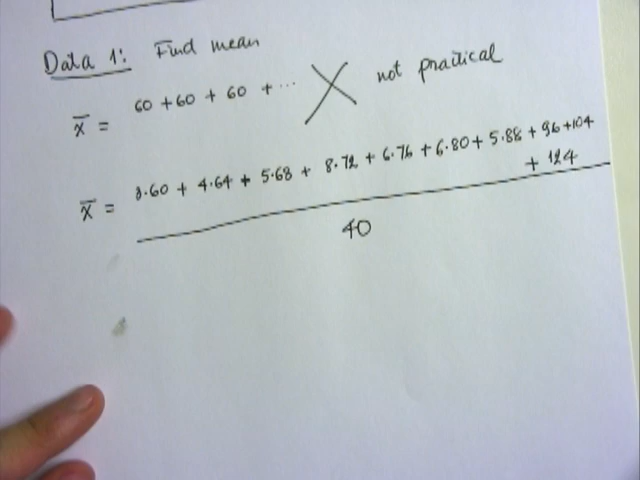 Data 1: Find mean
x̄ = 60 + 60 + 60 + ... not practical
x̄ = 3·60 + 4·64 + 5·68 + 8·72 + 6·76 + 6·80 + 5·88 + 96 + 104
+ 124
40